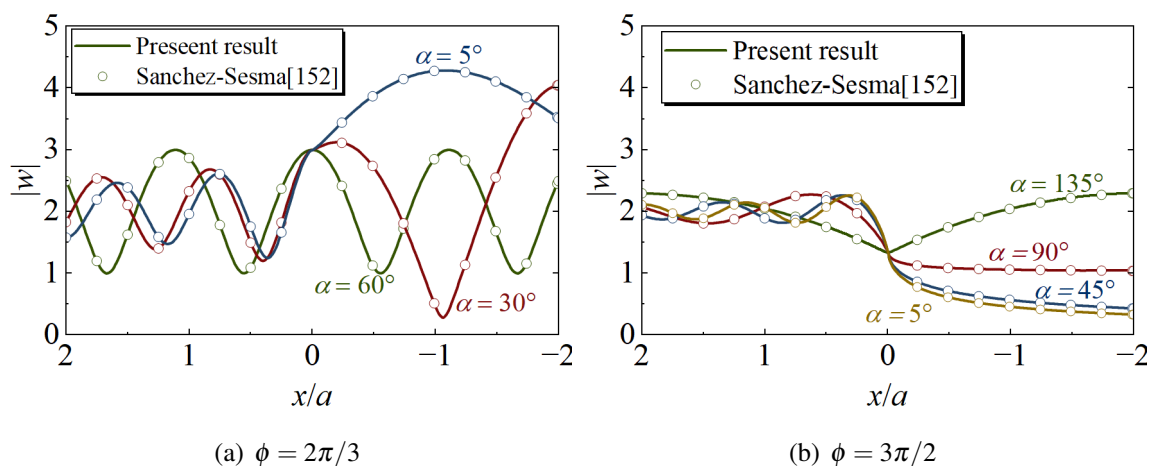 5
4
3
2
1
0
|w|
Preseent result
Sanchez-Sesma[152]
α = 5°
α = 60°
α = 30°
2
1
0
−1
−2
x/a
(a) ϕ = 2π/3
5
4
3
2
1
0
|w|
Present result
Sanchez-Sesma[152]
α = 135°
α = 90°
α = 45°
α = 5°
2
1
0
−1
−2
x/a
(b) ϕ = 3π/2